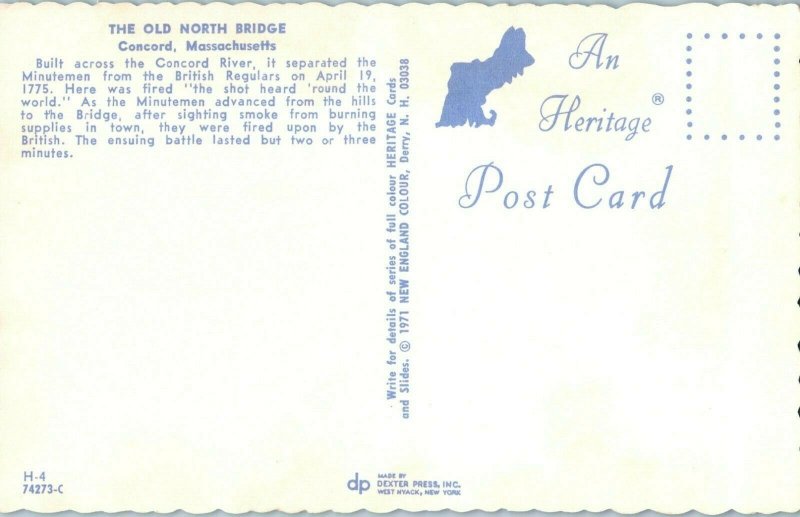 THE OLD NORTH BRIDGE
Concord, Massachusetts
Built across the Concord River, it separated the
Minutemen from the British Regulars on April 19,
1775. Here was fired "the shot heard 'round the
world." As the Minutemen advanced from the hills
to the Bridge, after sighting smoke from burning
supplies in town, they were fired upon by the
British. The ensuing battle lasted but two or three
minutes.
Write for details of series of full colour HERITAGE Cards
and Slides. © 1971 NEW ENGLAND COLOUR, Derry, N. H. 03038
An
Heritage®
Post Card
H-4
74273-C
dp
MADE BY
DEXTER PRESS, INC.
WEST NYACK, NEW YORK